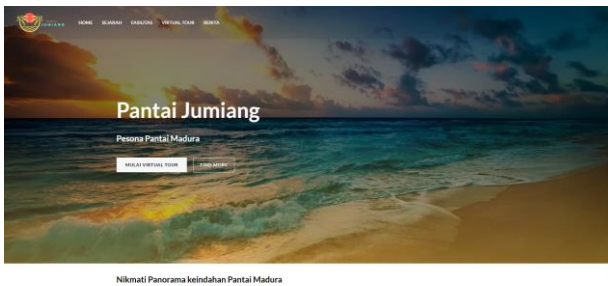 JUMIANG HOME SEJARAH FASILITAS VIRTUAL TOUR BERITA
Pantai Jumiang
Pesona Pantai Madura
MULAI VIRTUAL TOUR FIND MORE
Nikmati Panorama keindahan Pantai Madura